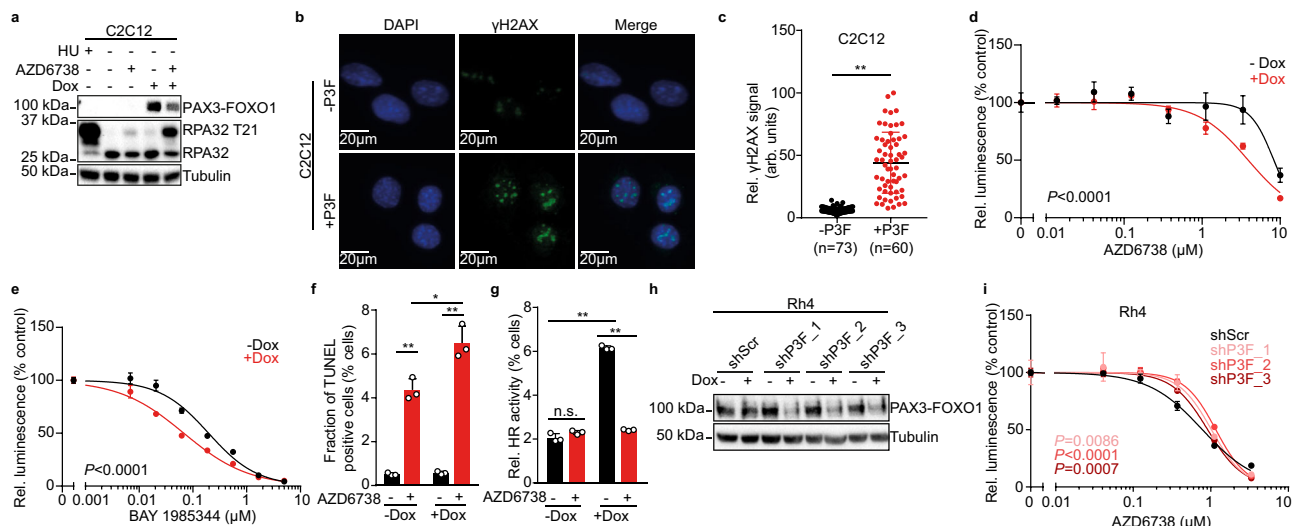 a
C2C12
HU + - - - -
AZD6738 - - + - +
Dox - - - + +
100 kDa PAX3-FOXO1
37 kDa
RPA32 T21
25 kDa RPA32
50 kDa Tubulin
b
DAPI γH2AX Merge
C2C12
-P3F
20µm 20µm 20µm
+P3F
20µm 20µm 20µm
c
C2C12
**
Rel. γH2AX signal
(arb. units)
150
100
50
0
-P3F +P3F
(n=73) (n=60)
d
- Dox
+Dox
Rel. luminescence (% control)
150
100
50
0
P<0.0001
0 0.01 0.1 1 10
AZD6738 (µM)
e
-Dox
+Dox
Rel. luminescence (% control)
150
100
50
0
P<0.0001
0 0.001 0.01 0.1 1 10
BAY 1985344 (µM)
f
Fraction of TUNEL
positive cells (% cells)
8
6
4
2
0
*
** **
AZD6738 - + - +
-Dox +Dox
g
Rel. HR activity (% cells)
8
6
4
2
0
**
**
n.s.
AZD6738 - + - +
-Dox +Dox
h
Rh4
shScr shP3F_1 shP3F_2 shP3F_3
Dox - + - + - + - +
100 kDa PAX3-FOXO1
50 kDa Tubulin
i
Rh4
shScr
shP3F_1
shP3F_2
shP3F_3
Rel. luminescence (% control)
150
100
50
0
P=0.0086
P<0.0001
P=0.0007
0 0.01 0.1 1 10
AZD6738 (µM)